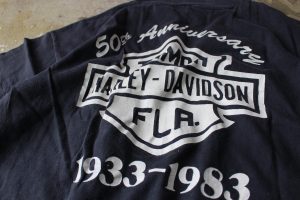 50th Anniversary
HARLEY-DAVIDSON
FLA.
1933-1983